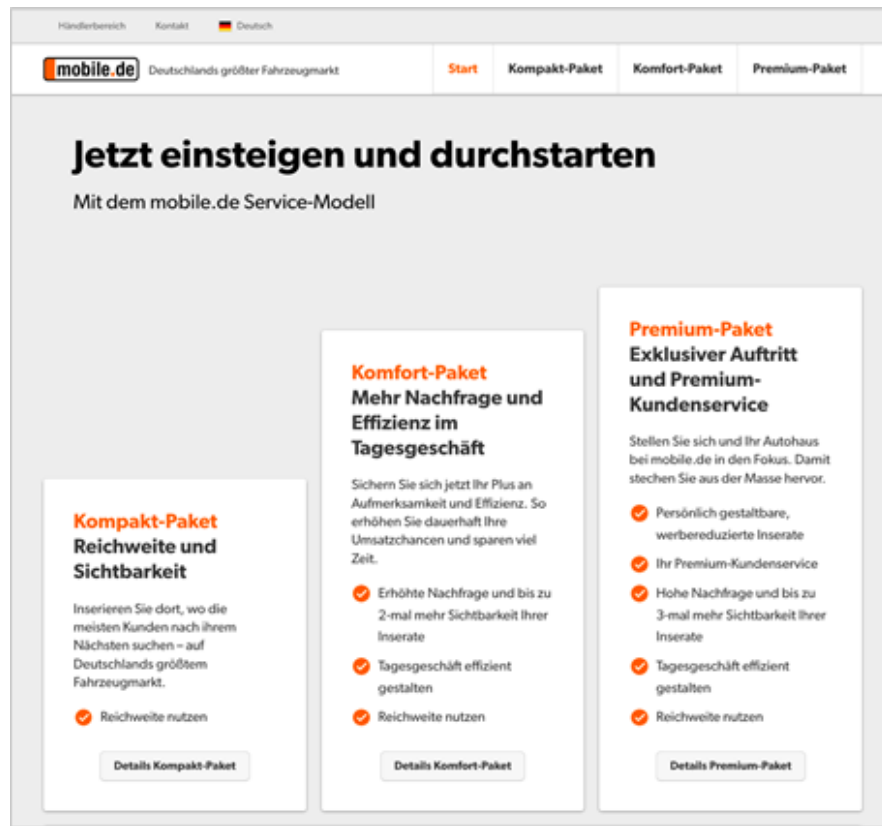 Händlerbereich Kontakt Deutsch
mobile.de Deutschlands größter Fahrzeugmarkt Start Kompakt-Paket Komfort-Paket Premium-Paket
Jetzt einsteigen und durchstarten
Mit dem mobile.de Service-Modell
Kompakt-Paket
Reichweite und
Sichtbarkeit
Inserieren Sie dort, wo die
meisten Kunden nach ihrem
Nächsten suchen – auf
Deutschlands größtem
Fahrzeugmarkt.
Reichweite nutzen
Details Kompakt-Paket
Komfort-Paket
Mehr Nachfrage und
Effizienz im
Tagesgeschäft
Sichern Sie sich jetzt Ihr Plus an
Aufmerksamkeit und Effizienz. So
erhöhen Sie dauerhaft Ihre
Umsatzchancen und sparen viel
Zeit.
Erhöhte Nachfrage und bis zu
2-mal mehr Sichtbarkeit Ihrer
Inserate
Tagesgeschäft effizient
gestalten
Reichweite nutzen
Details Komfort-Paket
Premium-Paket
Exklusiver Auftritt
und Premium-
Kundenservice
Stellen Sie sich und Ihr Autohaus
bei mobile.de in den Fokus. Damit
stechen Sie aus der Masse hervor.
Persönlich gestaltbare,
werbereduzierte Inserate
Ihr Premium-Kundenservice
Hohe Nachfrage und bis zu
3-mal mehr Sichtbarkeit Ihrer
Inserate
Tagesgeschäft effizient
gestalten
Reichweite nutzen
Details Premium-Paket